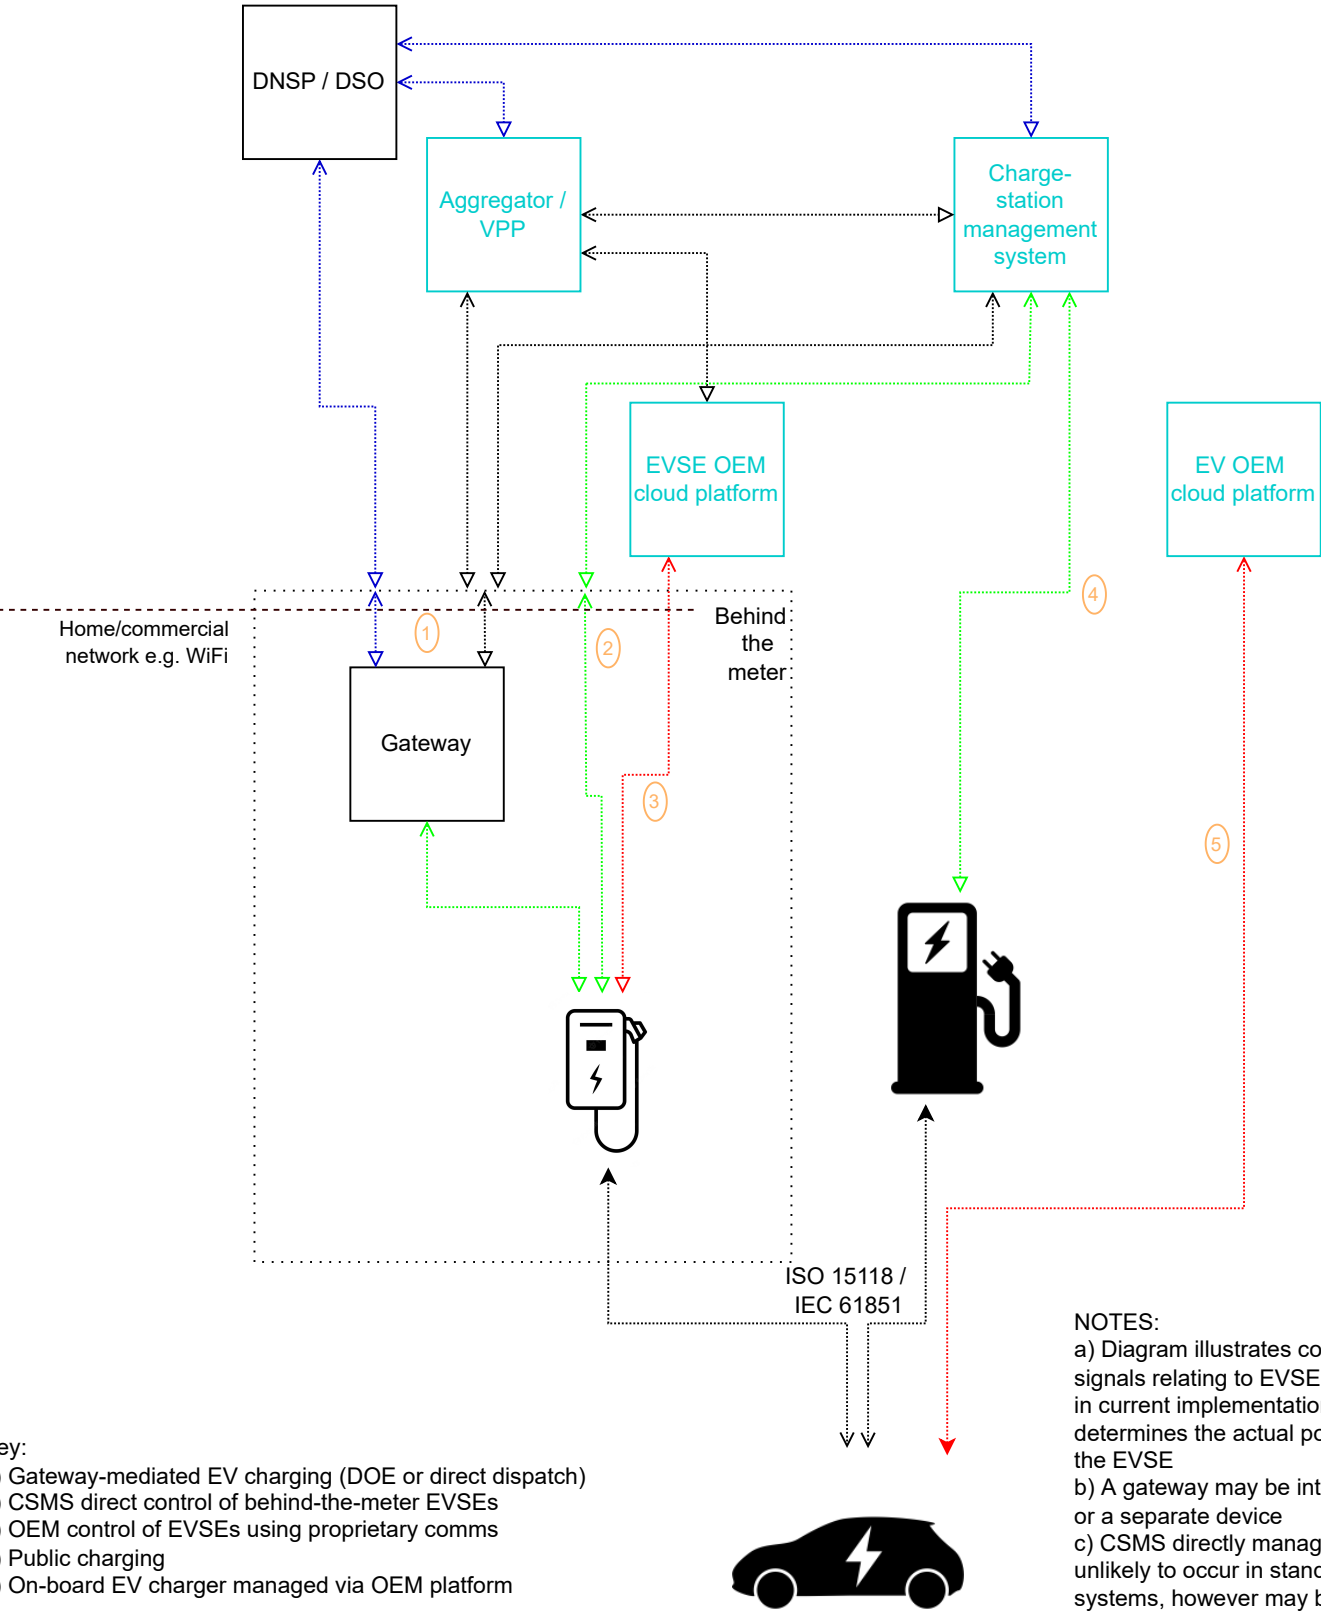 DNSP / DSO
Aggregator /
VPP
Charge-
station
management
system
EVSE OEM
cloud platform
EV OEM
cloud platform
Home/commercial
network e.g. WiFi
1
2
Behind
the
meter
4
Gateway
3
5
ISO 15118 /
IEC 61851
ey:
) Gateway-mediated EV charging (DOE or direct dispatch)
) CSMS direct control of behind-the-meter EVSEs
) OEM control of EVSEs using proprietary comms
) Public charging
) On-board EV charger managed via OEM platform
NOTES:
a) Diagram illustrates co
signals relating to EVSE
in current implementatio
determines the actual po
the EVSE
b) A gateway may be int
or a separate device
c) CSMS directly manag
unlikely to occur in stand
systems, however may b